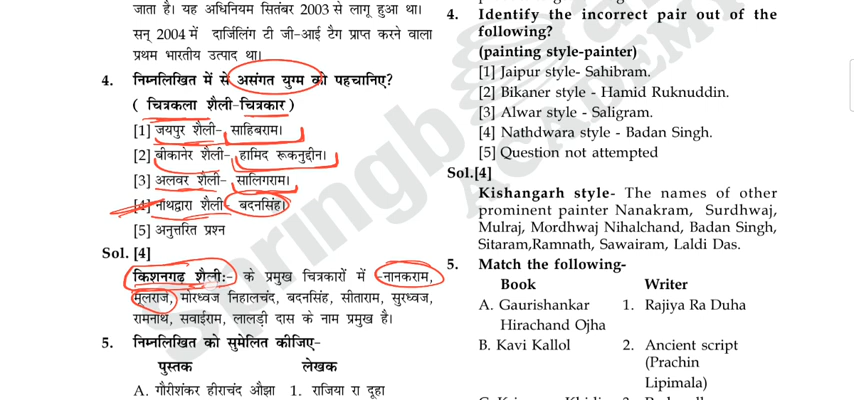 जाता है। यह अधिनियम सितंबर 2003 से लागू हुआ था।
सन् 2004 में दार्जिलिंग टी जी-आई टैग प्राप्त करने वाला
प्रथम भारतीय उत्पाद था।
4. निम्नलिखित में से असंगत युग्म को पहचानिए?
( चित्रकला शैली-चित्रकार )
[1] जयपुर शैली- साहिबराम।
[2] बीकानेर शैली- हामिद रूकनुद्दीन।
[3] अलवर शैली- सालिगराम।
[4] नाथद्वारा शैली- बदनसिंह।
[5] अनुत्तरित प्रश्न
Sol. [4]
किशनगढ़ शैली:- के प्रमुख चित्रकारों में -नानकराम,
मूलराज, मोरध्वज निहालचंद, बदनसिंह, सीताराम, सुरध्वज,
रामनाथ, सवाईराम, लालड़ी दास के नाम प्रमुख है।
5. निम्नलिखित को सुमेलित कीजिए-
पुस्तक लेखक
A. गौरीशंकर हीराचंद औझा 1. राजिया रा दूहा
4. Identify the incorrect pair out of the
following?
(painting style-painter)
[1] Jaipur style- Sahibram.
[2] Bikaner style - Hamid Ruknuddin.
[3] Alwar style - Saligram.
[4] Nathdwara style - Badan Singh.
[5] Question not attempted
Sol.[4]
Kishangarh style- The names of other
prominent painter Nanakram, Surdhwaj,
Mulraj, Mordhwaj Nihalchand, Badan Singh,
Sitaram,Ramnath, Sawairam, Laldi Das.
5. Match the following-
Book Writer
A. Gaurishankar 1. Rajiya Ra Duha
Hirachand Ojha
B. Kavi Kallol 2. Ancient script
(Prachin
Lipimala)
Springb
ACADEMY